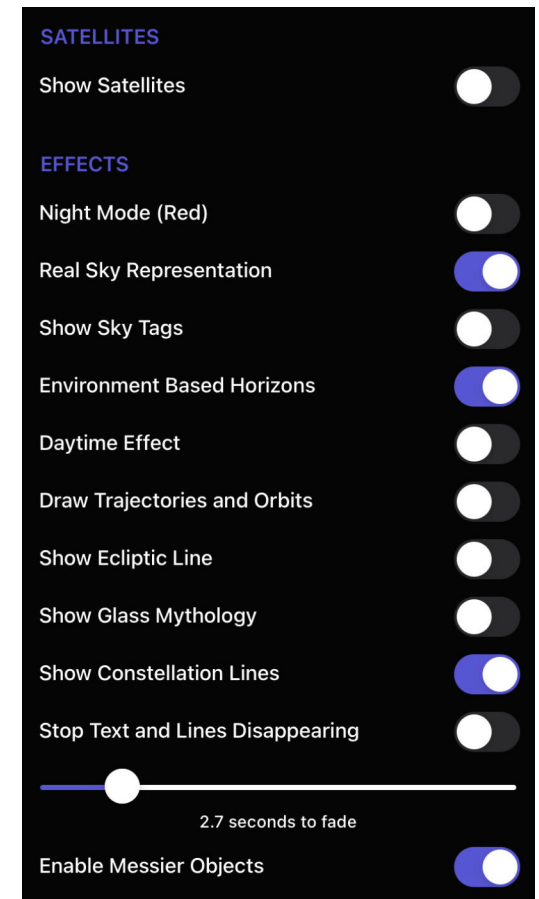 SATELLITES
Show Satellites
EFFECTS
Night Mode (Red)
Real Sky Representation
Show Sky Tags
Environment Based Horizons
Daytime Effect
Draw Trajectories and Orbits
Show Ecliptic Line
Show Glass Mythology
Show Constellation Lines
Stop Text and Lines Disappearing
2.7 seconds to fade
Enable Messier Objects